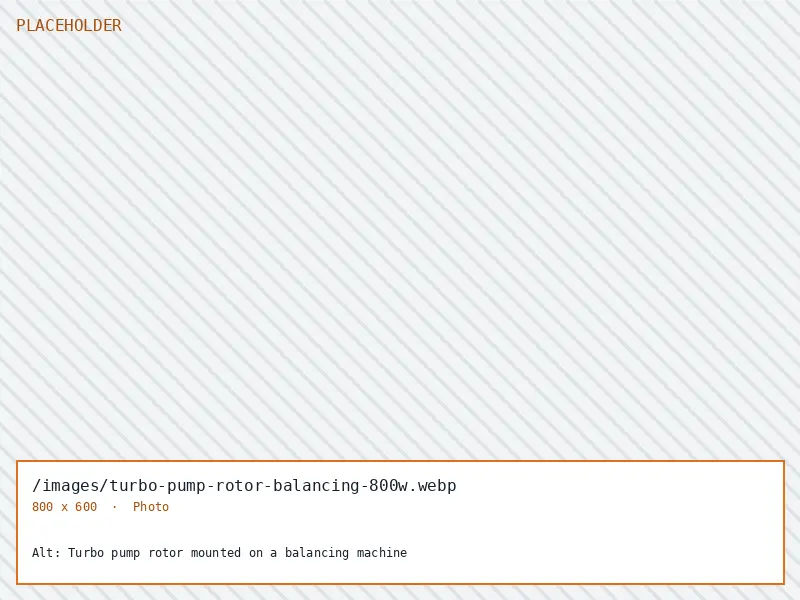 PLACEHOLDER
/images/turbo-pump-rotor-balancing-800w.webp
800 x 600 · Photo
Alt: Turbo pump rotor mounted on a balancing machine